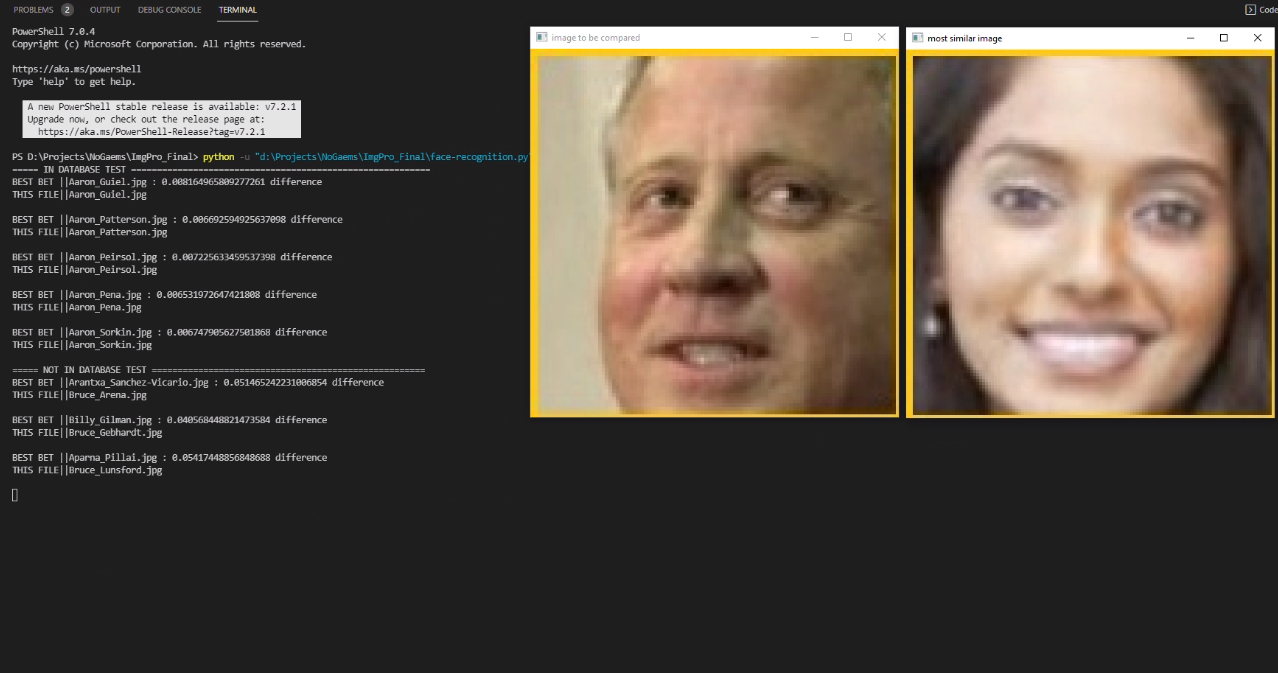 PROBLEMS 2 OUTPUT DEBUG CONSOLE TERMINAL
Code
PowerShell 7.0.4
Copyright (c) Microsoft Corporation. All rights reserved.
https://aka.ms/powershell
Type 'help' to get help.
A new PowerShell stable release is available: v7.2.1
Upgrade now, or check out the release page at:
https://aka.ms/PowerShell-Release?tag=v7.2.1
PS D:\Projects\NoGaems\ImgPro_Final> python -u "d:\Projects\NoGaems\ImgPro_Final\face-recognition.py"
===== IN DATABASE TEST =========================================================
BEST BET ||Aaron_Guiel.jpg : 0.008164965809277261 difference
THIS FILE||Aaron_Guiel.jpg
BEST BET ||Aaron_Patterson.jpg : 0.006692594925637098 difference
THIS FILE||Aaron_Patterson.jpg
BEST BET ||Aaron_Peirsol.jpg : 0.007225633459537398 difference
THIS FILE||Aaron_Peirsol.jpg
BEST BET ||Aaron_Pena.jpg : 0.006531972647421808 difference
THIS FILE||Aaron_Pena.jpg
BEST BET ||Aaron_Sorkin.jpg : 0.006747905627501868 difference
THIS FILE||Aaron_Sorkin.jpg
===== NOT IN DATABASE TEST ====================================================
BEST BET ||Arantxa_Sanchez-Vicario.jpg : 0.051465242231006854 difference
THIS FILE||Bruce_Arena.jpg
BEST BET ||Billy_Gilman.jpg : 0.040568448821473584 difference
THIS FILE||Bruce_Gebhardt.jpg
BEST BET ||Aparna_Pillai.jpg : 0.05417448856848688 difference
THIS FILE||Bruce_Lunsford.jpg
image to be compared
most similar image